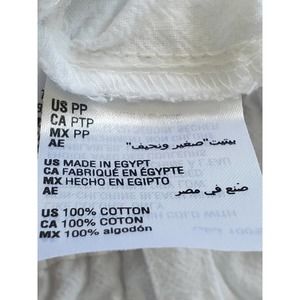 US PP
CA PTP
MX PP
AE بيتيت "صغير ونحيف"
US MADE IN EGYPT
CA FABRIQUÉ EN ÉGYPTE
MX HECHO EN EGIPTO
AE صنع في مصر
US 100% COTTON
CA 100% COTON
MX 100% algodón